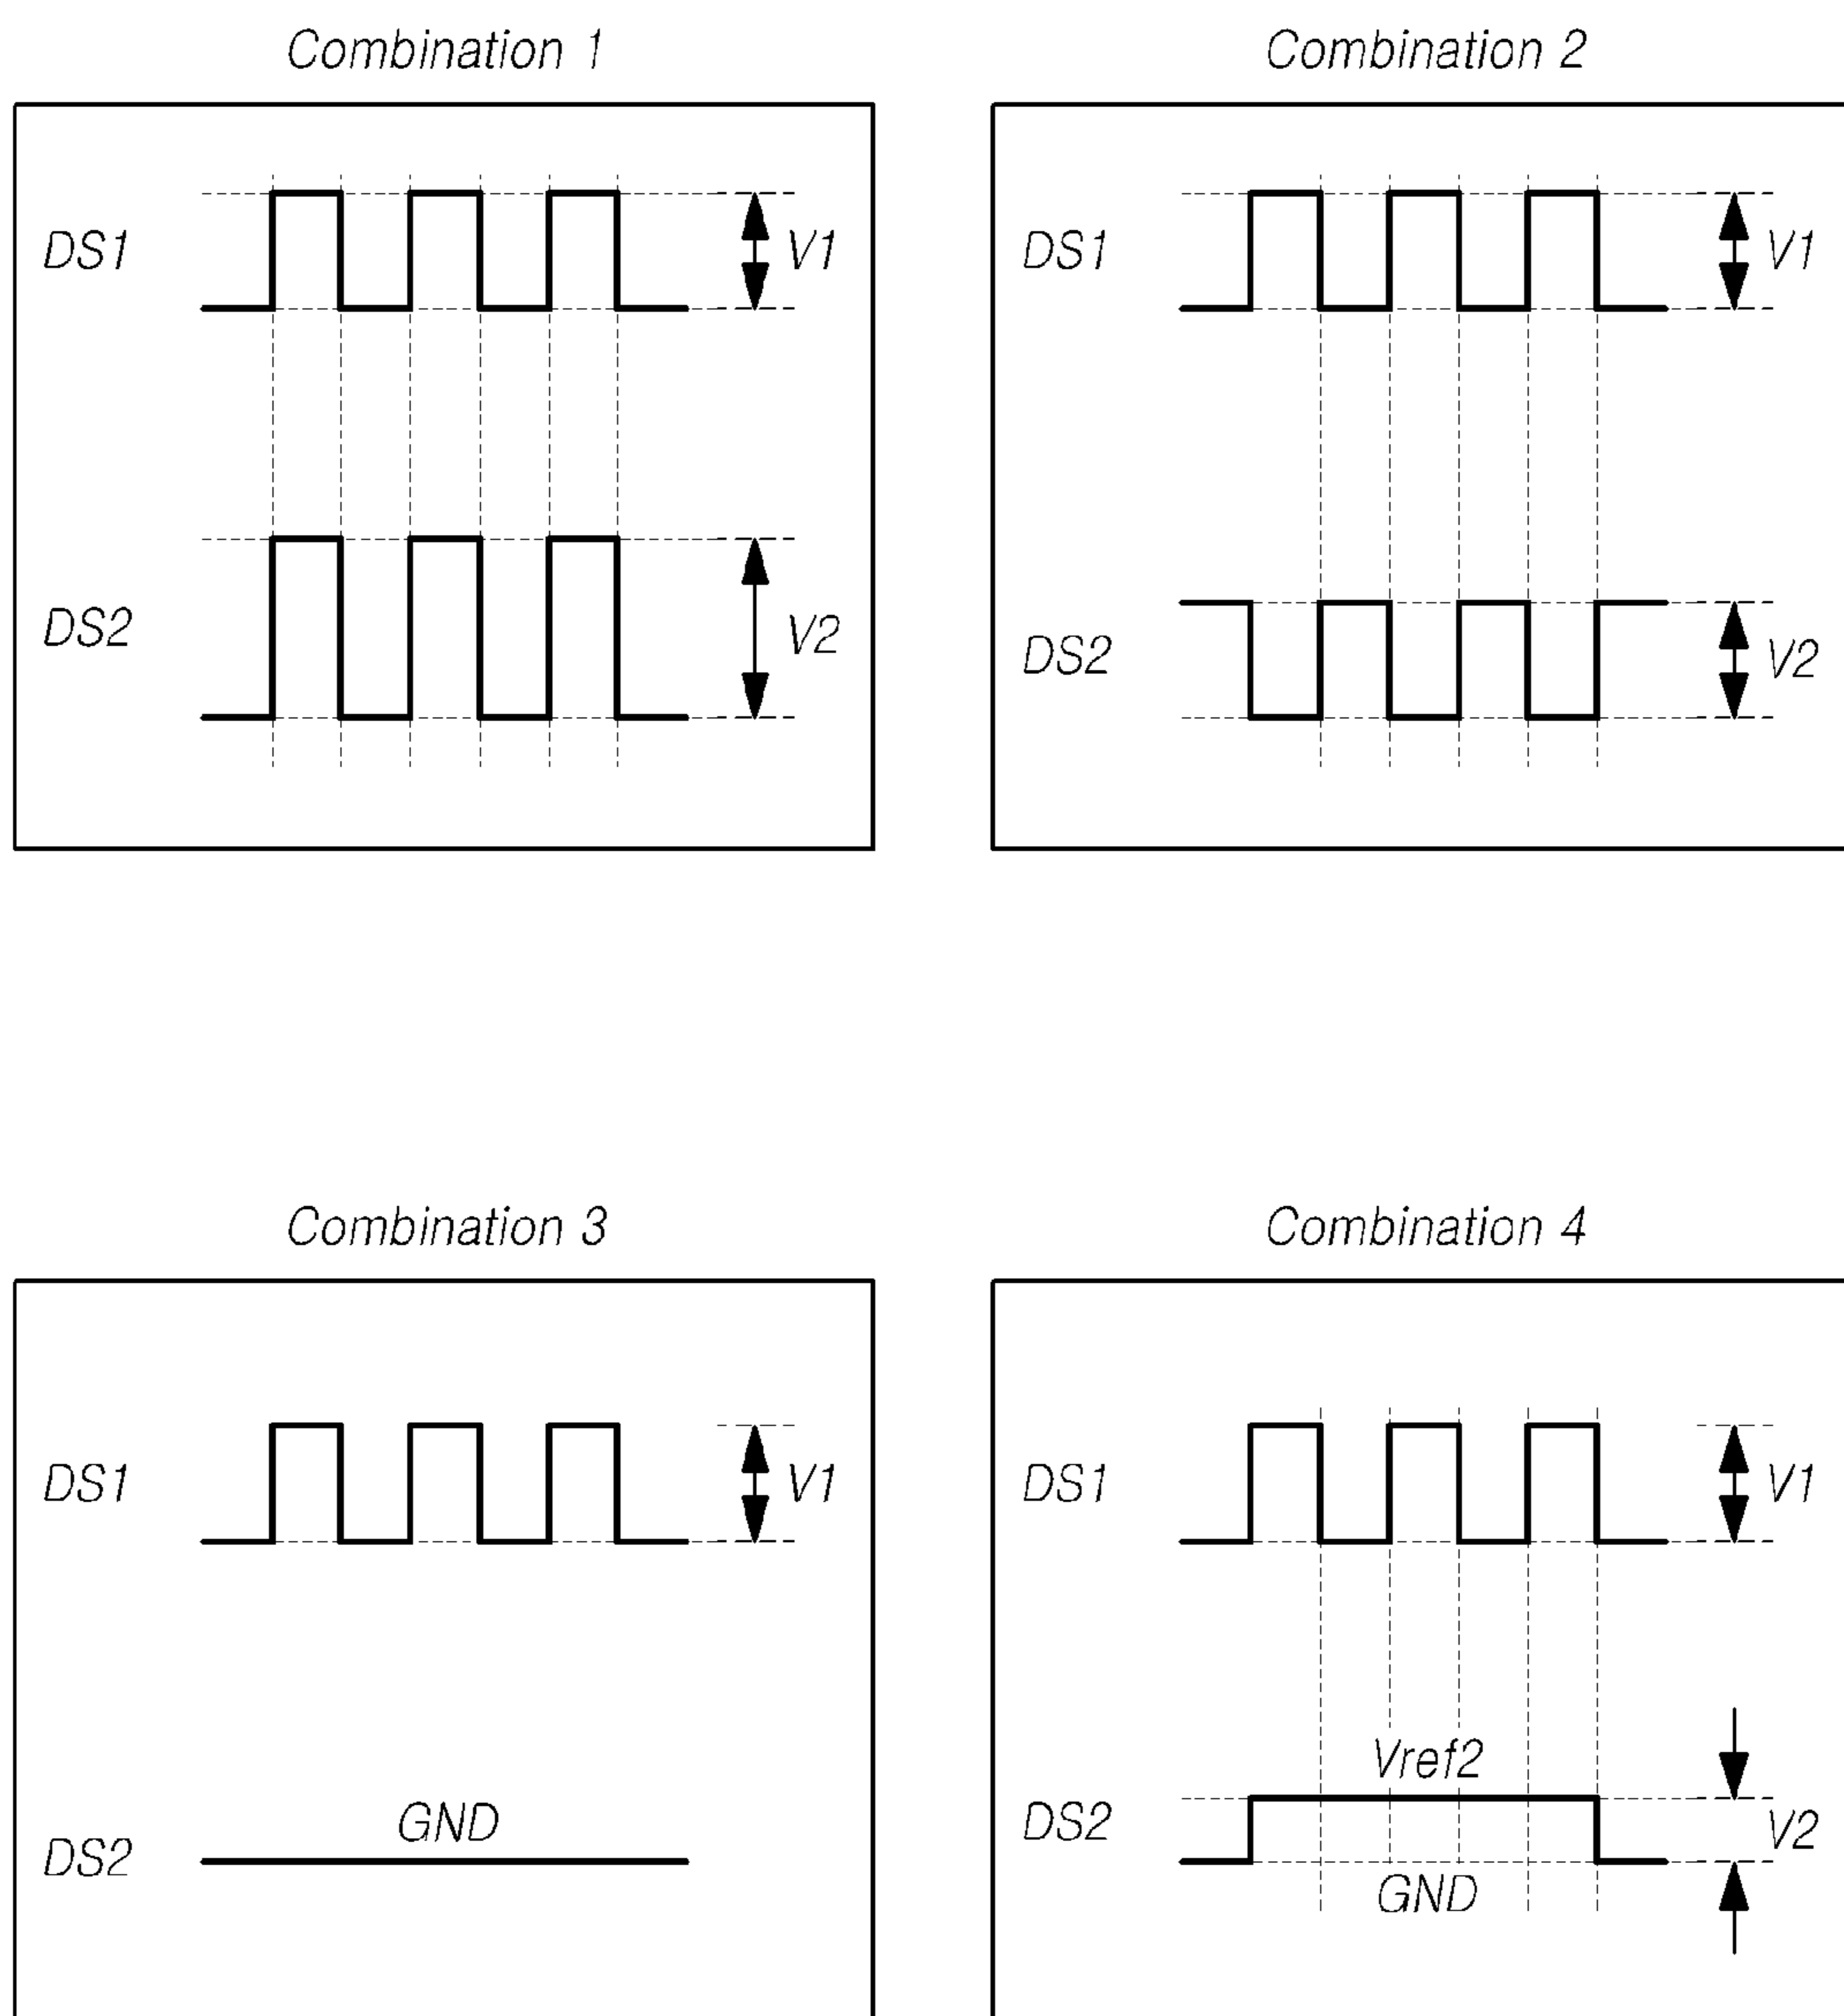 Combination 1
DS1
V1
DS2
V2
Combination 2
DS1
V1
DS2
V2
Combination 3
DS1
V1
DS2
GND
Combination 4
DS1
V1
Vref2
DS2
V2
GND